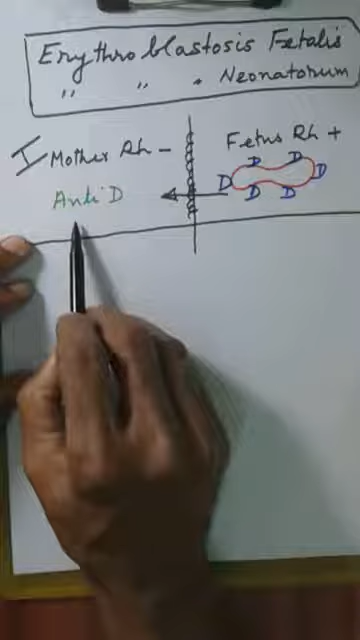 Erythroblastosis Fetalis
" " " Neonatorum
I Mother Rh - Fetus Rh +
D D D D D D
Anti D